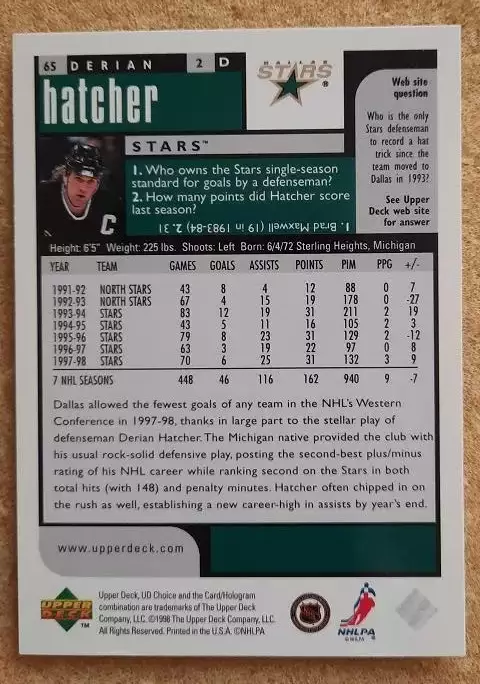 65 DERIAN 2 D
hatcher
DALLAS
STARS®
STARS™
1. Who owns the Stars single-season
standard for goals by a defenseman?
2. How many points did Hatcher score
last season?
1. Brad Maxwell (19 in 1983-84) 2. 31
Web site
question
Who is the only
Stars defenseman
to record a hat
trick since the
team moved to
Dallas in 1993?
See Upper
Deck web site
for answer
C
Height: 6'5" Weight: 225 lbs. Shoots: Left Born: 6/4/72 Sterling Heights, Michigan
YEAR TEAM GAMES GOALS ASSISTS POINTS PIM PPG +/-
1991-92 NORTH STARS 43 8 4 12 88 0 7
1992-93 NORTH STARS 67 4 15 19 178 0 -27
1993-94 STARS 83 12 19 31 211 2 19
1994-95 STARS 43 5 11 16 105 2 3
1995-96 STARS 79 8 23 31 129 2 -12
1996-97 STARS 63 3 19 22 97 0 8
1997-98 STARS 70 6 25 31 132 3 9
7 NHL SEASONS 448 46 116 162 940 9 -7
Dallas allowed the fewest goals of any team in the NHL's Western
Conference in 1997-98, thanks in large part to the stellar play of
defenseman Derian Hatcher. The Michigan native provided the club with
his usual rock-solid defensive play, posting the second-best plus/minus
rating of his NHL career while ranking second on the Stars in both
total hits (with 148) and penalty minutes. Hatcher often chipped in on
the rush as well, establishing a new career-high in assists by year's end.
www.upperdeck.com
UPPER DECK™
Upper Deck, UD Choice and the Card/Hologram
combination are trademarks of The Upper Deck
Company, LLC. ©1998 The Upper Deck Company, LLC.
All Rights Reserved. Printed in the U.S.A. ©NHLPA.
NHLPA